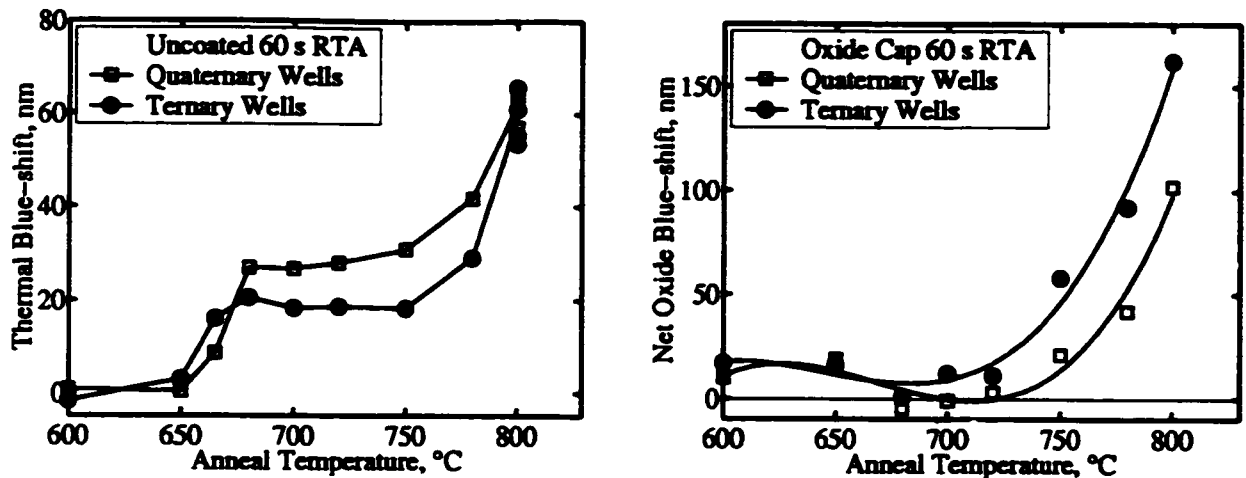 80
60
40
20
0
Thermal Blue-shift, nm
Uncoated 60 s RTA
Quaternary Wells
Ternary Wells
600 650 700 750 800
Anneal Temperature, °C
150
100
50
0
Net Oxide Blue-shift, nm
Oxide Cap 60 s RTA
Quaternary Wells
Ternary Wells
600 650 700 750 800
Anneal Temperature, °C